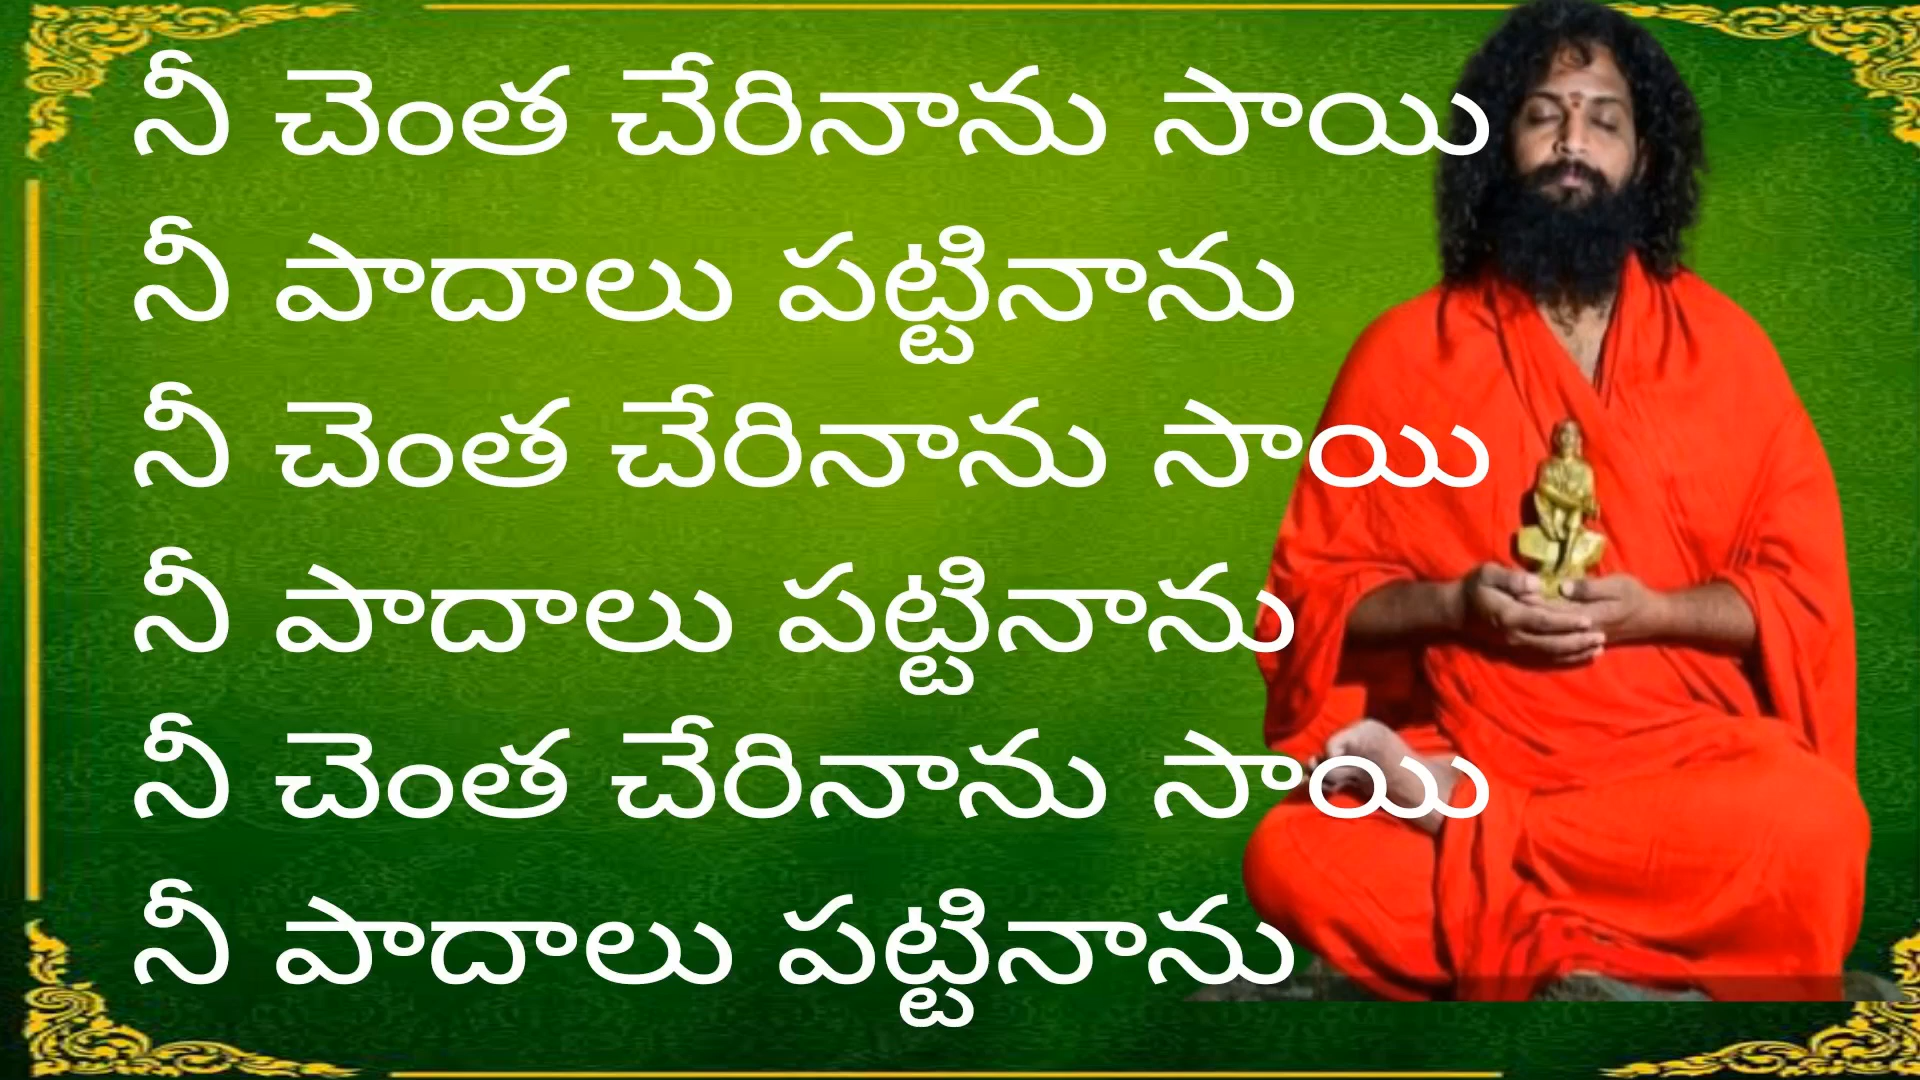 నీ చెంత చేరినాను సాయి
నీ పాదాలు పట్టినాను
నీ చెంత చేరినాను సాయి
నీ పాదాలు పట్టినాను
నీ చెంత చేరినాను సాయి
నీ పాదాలు పట్టినాను